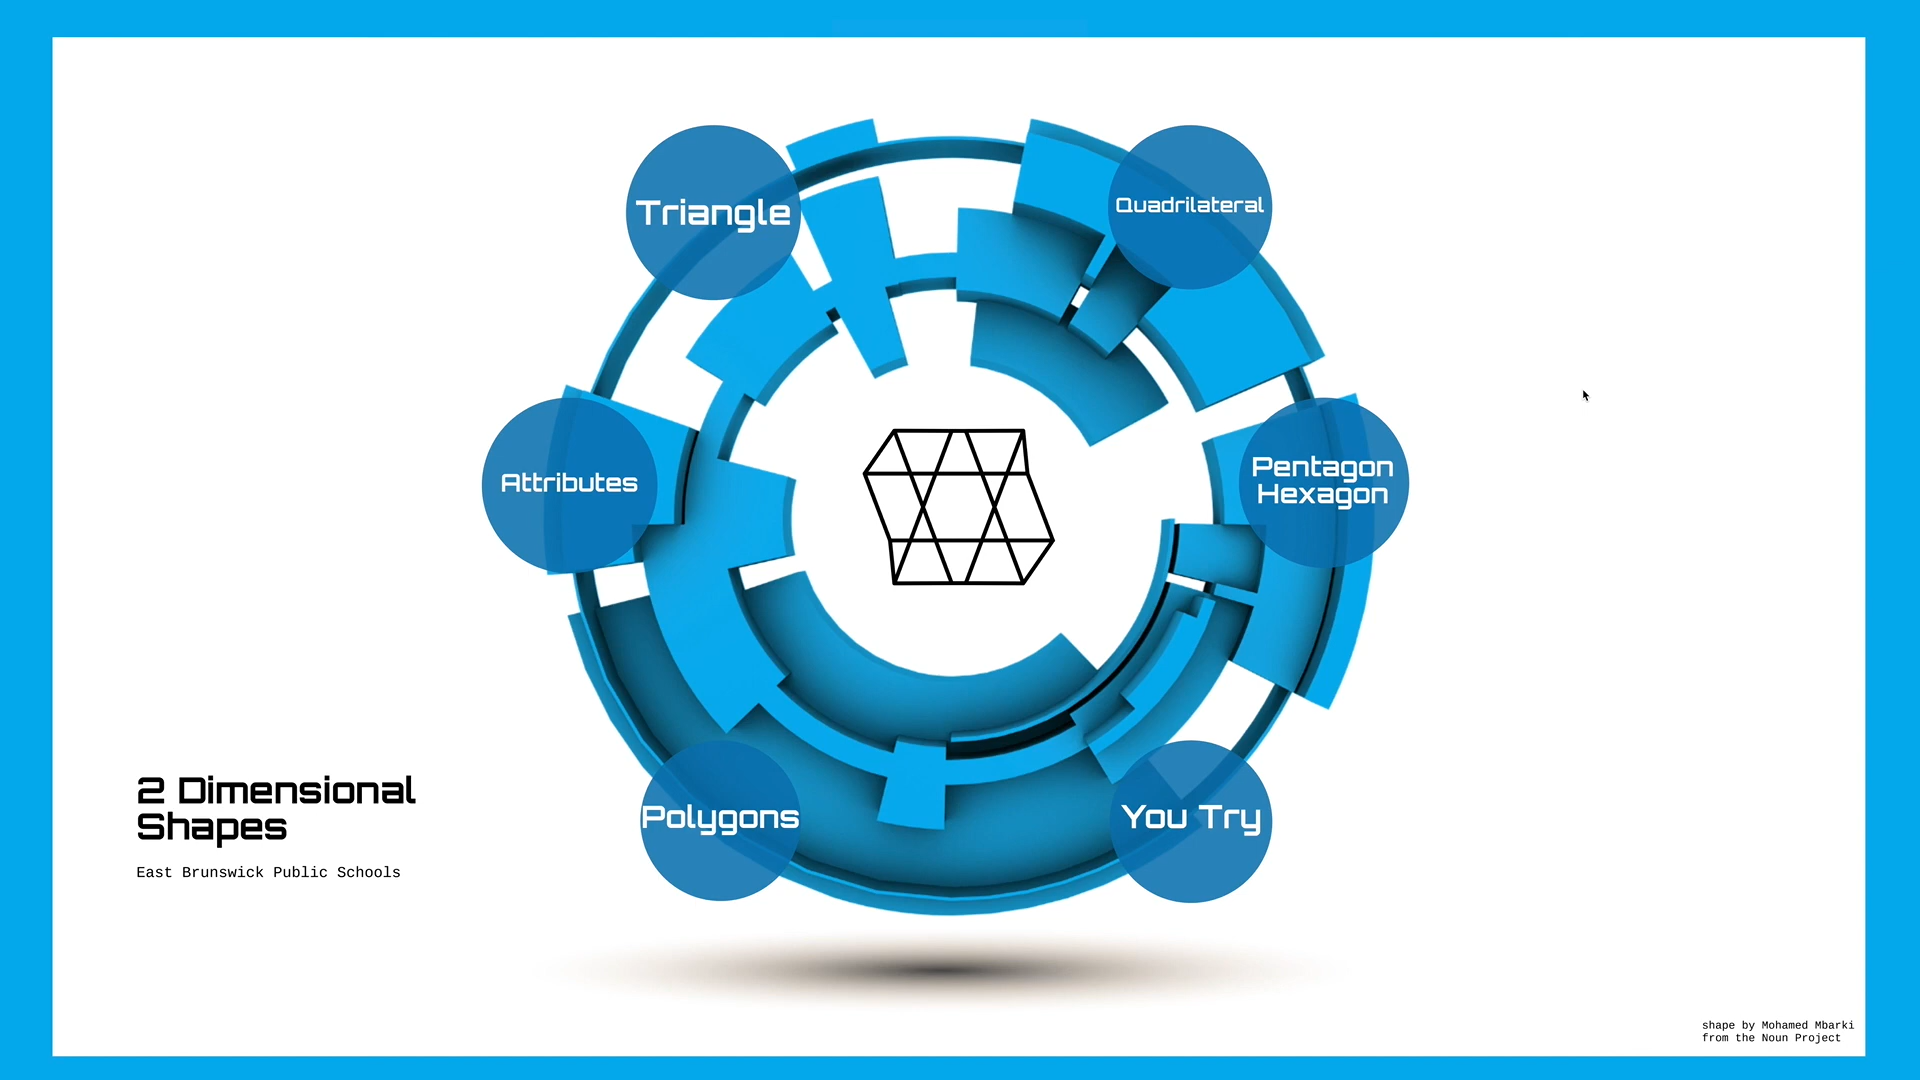 Triangle
Quadrilateral
Attributes
Pentagon
Hexagon
Polygons
You Try
2 Dimensional
Shapes
East Brunswick Public Schools
shape by Mohamed Mbarki
from the Noun Project